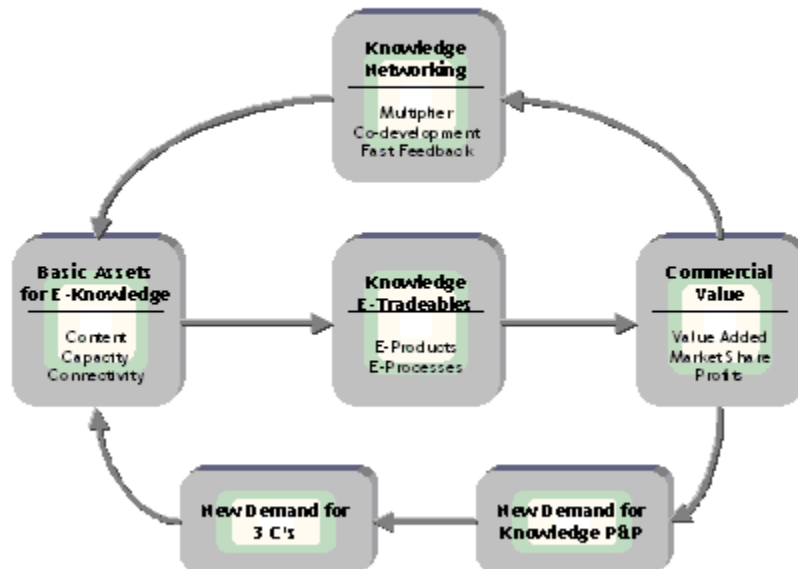 Knowledge
Networking
Multiplier
Co-development
Fast Feedback
Basic Assets
for E-Knowledge
Content
Capacity
Connectivity
Knowledge
E-Tradeables
E-Products
E-Processes
Commercial
Value
Value Added
Market Share
Profits
New Demand for
3 C's
New Demand for
Knowledge P&P